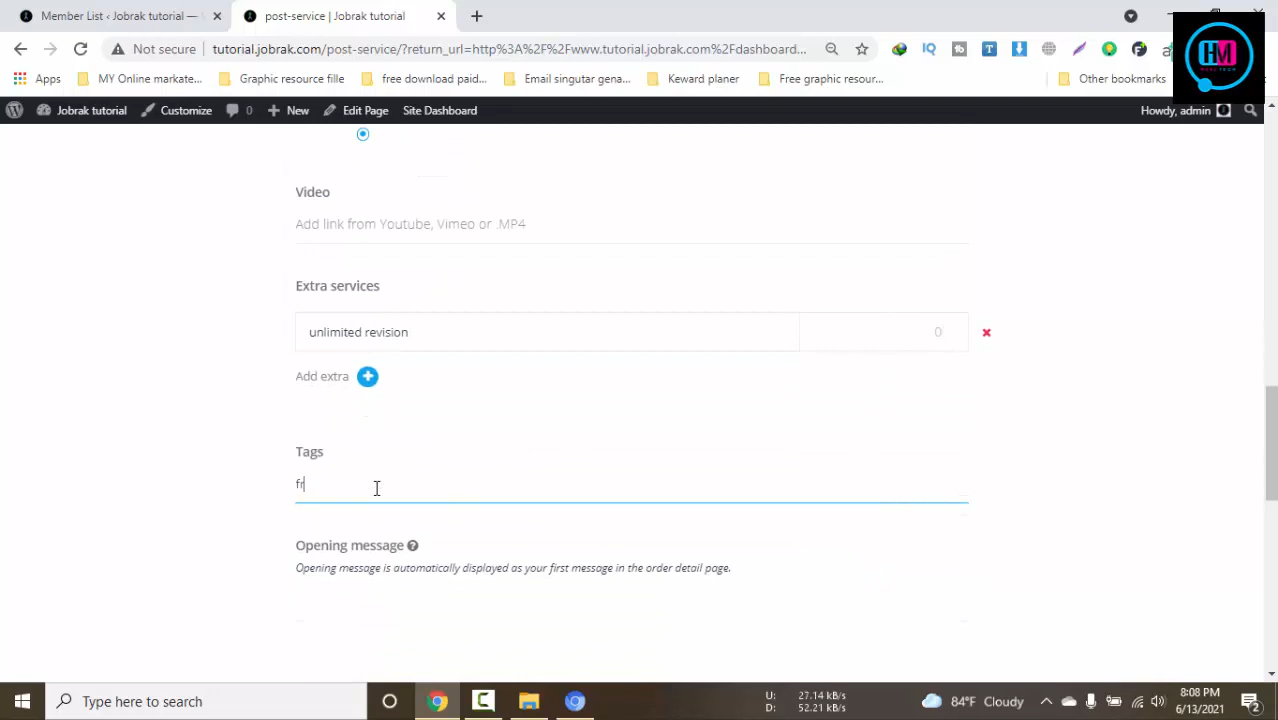 Member List ‹ Jobrak tutorial —
post-service | Jobrak tutorial
Not secure
tutorial.jobrak.com/post-service/?return_url=http%3A%2F%2Fwww.tutorial.jobrak.com%2Fdashboard...
Apps
MY Online markate...
Graphic resource fille
free download paid...
tail singutar gena...
Keward planer
Free graphic resour...
Other bookmarks
HM
Jobrak tutorial
Customize
0
New
Edit Page
Site Dashboard
Howdy, admin
Video
Add link from Youtube, Vimeo or .MP4
Extra services
unlimited revision
0
Add extra
Tags
fr
Opening message
Opening message is automatically displayed as your first message in the order detail page.
Type here to search
U: 27.14 kB/s
D: 52.21 kB/s
84°F Cloudy
8:08 PM
6/13/2021
2